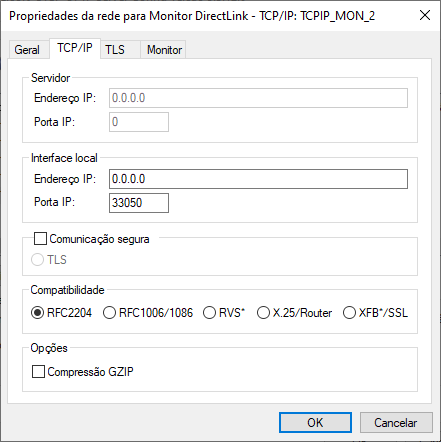 Propriedades da rede para Monitor DirectLink - TCP/IP: TCPIP_MON_2
Geral TCP/IP TLS Monitor
Servidor
Endereço IP: 0.0.0.0
Porta IP: 0
Interface local
Endereço IP: 0.0.0.0
Porta IP: 33050
Comunicação segura
TLS
Compatibilidade
RFC2204 RFC1006/1086 RVS* X.25/Router XFB*/SSL
Opções
Compressão GZIP
OK Cancelar